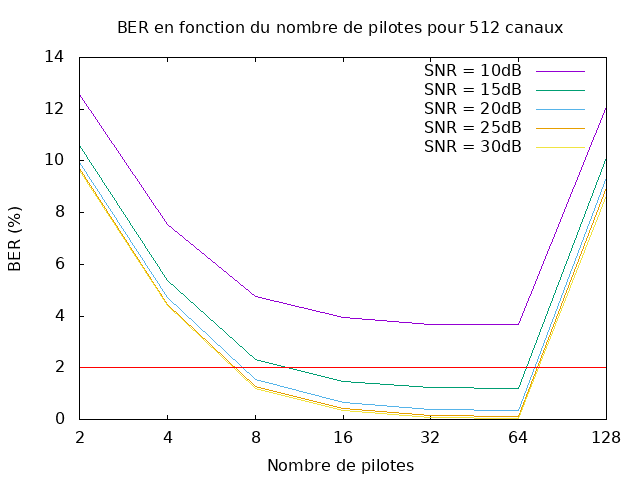 BER en fonction du nombre de pilotes pour 512 canaux
14
12
10
8
6
4
2
0
BER (%)
SNR = 10dB
SNR = 15dB
SNR = 20dB
SNR = 25dB
SNR = 30dB
2 4 8 16 32 64 128
Nombre de pilotes